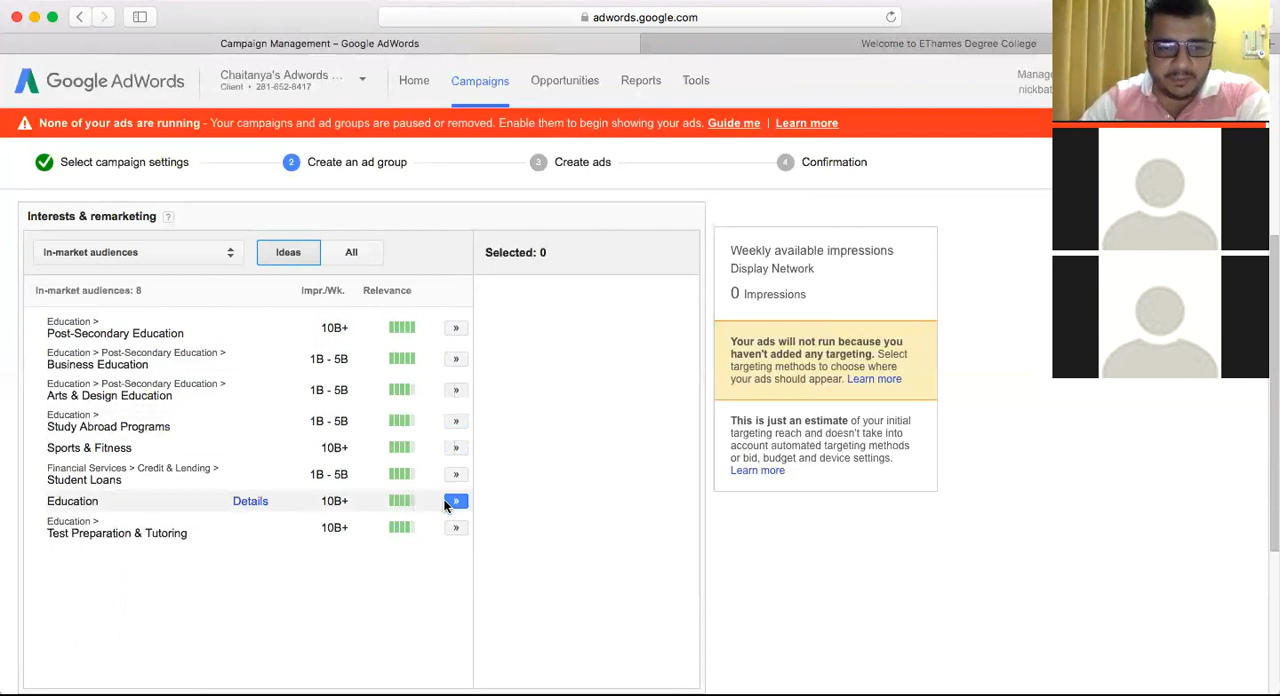 adwords.google.com
Campaign Management – Google AdWords
Welcome to EThames Degree College
Google AdWords
Chaitanya's Adwords ...
Client • 281-652-8417
Home
Campaigns
Opportunities
Reports
Tools
None of your ads are running - Your campaigns and ad groups are paused or removed. Enable them to begin showing your ads. Guide me | Learn more
Select campaign settings
2 Create an ad group
3 Create ads
4 Confirmation
Interests & remarketing ?
In-market audiences
Ideas
All
Selected: 0
In-market audiences: 8
Impr./Wk.
Relevance
Education >
Post-Secondary Education
10B+
»
Education > Post-Secondary Education >
Business Education
1B - 5B
»
Education > Post-Secondary Education >
Arts & Design Education
1B - 5B
»
Education >
Study Abroad Programs
1B - 5B
»
Sports & Fitness
10B+
»
Financial Services > Credit & Lending >
Student Loans
1B - 5B
»
Education
Details
10B+
»
Education >
Test Preparation & Tutoring
10B+
»
Weekly available impressions
Display Network
0 Impressions
Your ads will not run because you
haven't added any targeting. Select
targeting methods to choose where
your ads should appear. Learn more
This is just an estimate of your initial
targeting reach and doesn't take into
account automated targeting methods
or bid, budget and device settings.
Learn more